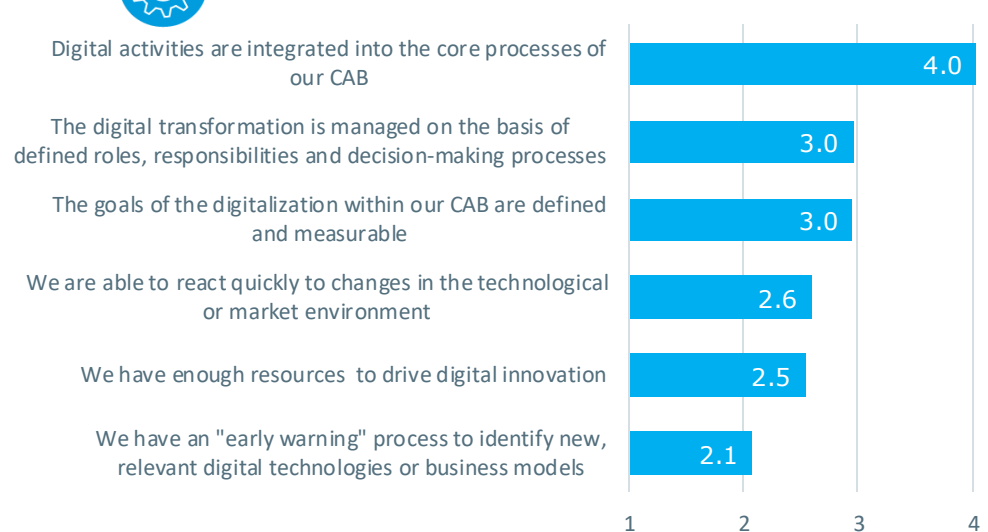 Digital activities are integrated into the core processes of
our CAB
4.0
The digital transformation is managed on the basis of
defined roles, responsibilities and decision-making processes
3.0
The goals of the digitalization within our CAB are defined
and measurable
3.0
We are able to react quickly to changes in the technological
or market environment
2.6
We have enough resources to drive digital innovation
2.5
We have an "early warning" process to identify new,
relevant digital technologies or business models
2.1
1 2 3 4